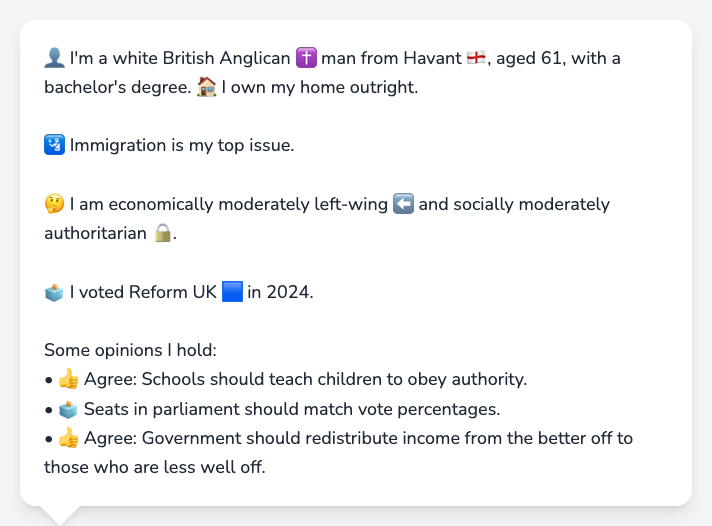 👤 I'm a white British Anglican ✝️ man from Havant 🏴󠁧󠁢󠁥󠁮󠁧󠁿, aged 61, with a
bachelor's degree. 🏠 I own my home outright.
🛂 Immigration is my top issue.
🤔 I am economically moderately left-wing ⬅️ and socially moderately
authoritarian 🔒.
🗳️ I voted Reform UK 🟦 in 2024.
Some opinions I hold:
• 👍 Agree: Schools should teach children to obey authority.
• 🗳️ Seats in parliament should match vote percentages.
• 👍 Agree: Government should redistribute income from the better off to
those who are less well off.